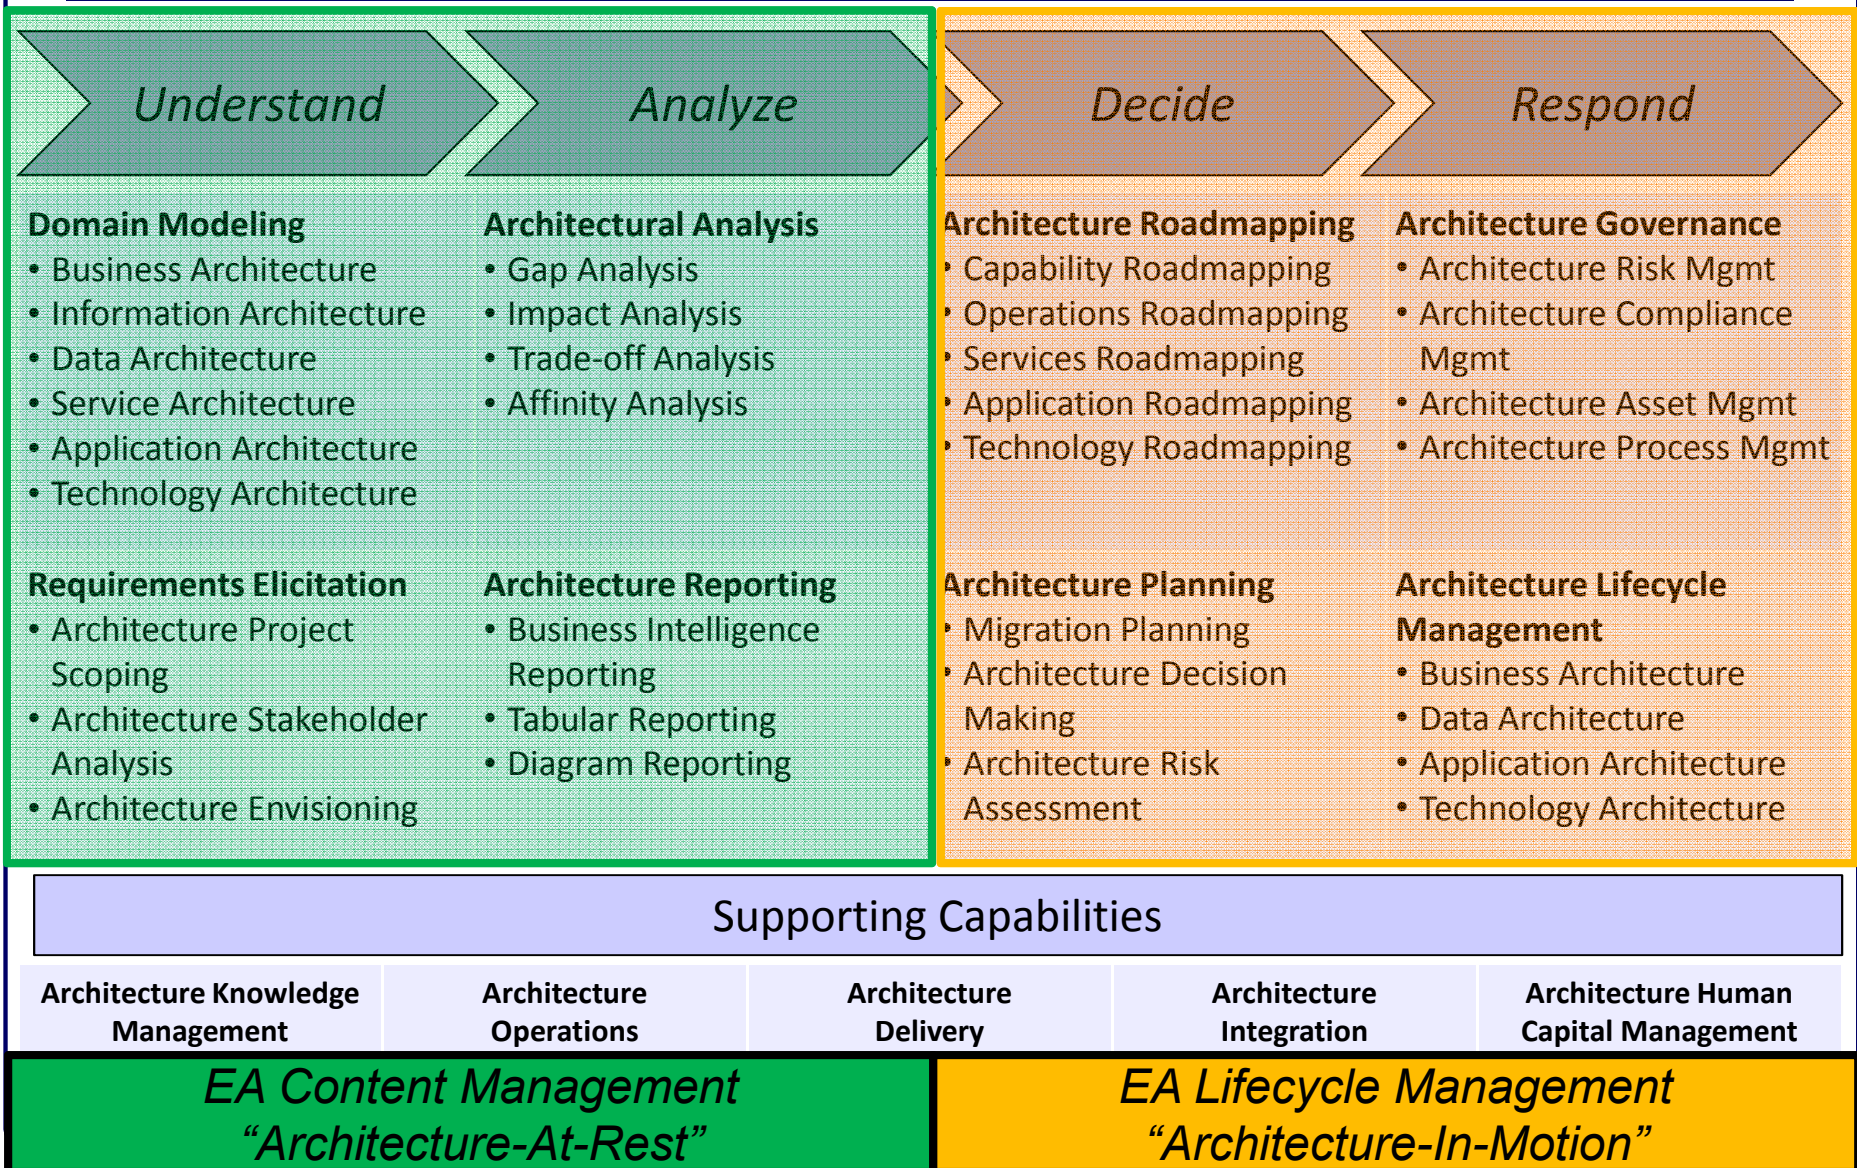 Understand
Analyze
Decide
Respond
Domain Modeling
• Business Architecture
• Information Architecture
• Data Architecture
• Service Architecture
• Application Architecture
• Technology Architecture
Architectural Analysis
• Gap Analysis
• Impact Analysis
• Trade-off Analysis
• Affinity Analysis
Architecture Roadmapping
• Capability Roadmapping
• Operations Roadmapping
• Services Roadmapping
• Application Roadmapping
• Technology Roadmapping
Architecture Governance
• Architecture Risk Mgmt
• Architecture Compliance
Mgmt
• Architecture Asset Mgmt
• Architecture Process Mgmt
Requirements Elicitation
• Architecture Project
Scoping
• Architecture Stakeholder
Analysis
• Architecture Envisioning
Architecture Reporting
• Business Intelligence
Reporting
• Tabular Reporting
• Diagram Reporting
Architecture Planning
• Migration Planning
• Architecture Decision
Making
• Architecture Risk
Assessment
Architecture Lifecycle
Management
• Business Architecture
• Data Architecture
• Application Architecture
• Technology Architecture
Supporting Capabilities
Architecture Knowledge
Management
Architecture
Operations
Architecture
Delivery
Architecture
Integration
Architecture Human
Capital Management
EA Content Management
“Architecture-At-Rest”
EA Lifecycle Management
“Architecture-In-Motion”